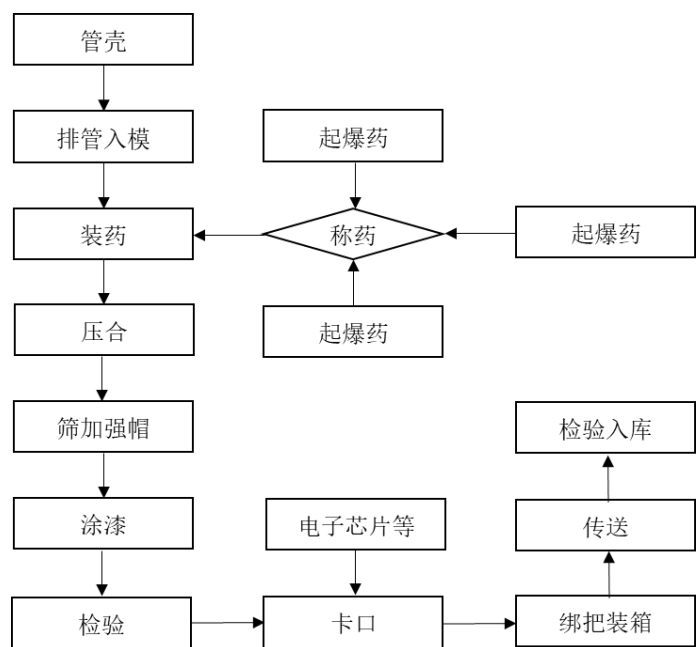 管壳
排管入模
起爆药
装药
称药
起爆药
压合
起爆药
筛加强帽
检验入库
涂漆
电子芯片等
传送
检验
卡口
绑把装箱